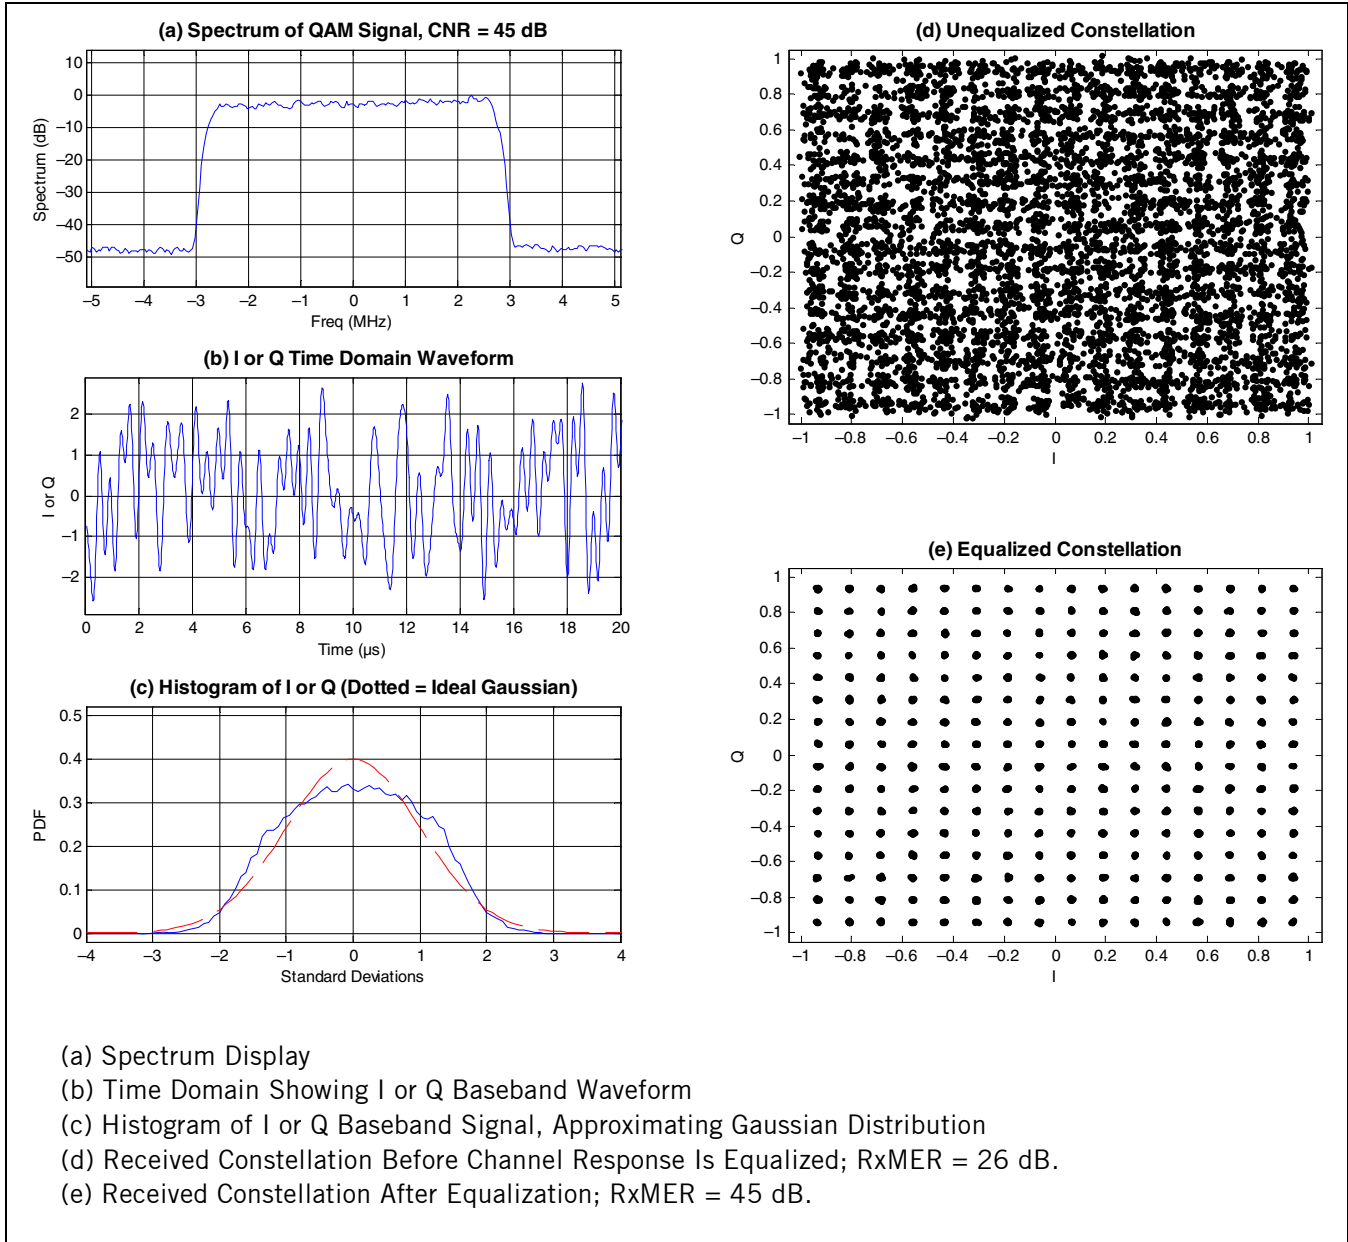 (a) Spectrum of QAM Signal, CNR = 45 dB
10
0
−10
−20
−30
−40
−50
Spectrum (dB)
−5 −4 −3 −2 −1 0 1 2 3 4 5
Freq (MHz)
(b) I or Q Time Domain Waveform
2
1
0
−1
−2
I or Q
0 2 4 6 8 10 12 14 16 18 20
Time (µs)
(c) Histogram of I or Q (Dotted = Ideal Gaussian)
0.5
0.4
0.3
0.2
0.1
0
PDF
−4 −3 −2 −1 0 1 2 3 4
Standard Deviations
(d) Unequalized Constellation
1
0.8
0.6
0.4
0.2
0
−0.2
−0.4
−0.6
−0.8
−1
Q
−1 −0.8 −0.6 −0.4 −0.2 0 0.2 0.4 0.6 0.8 1
I
(e) Equalized Constellation
1
0.8
0.6
0.4
0.2
0
−0.2
−0.4
−0.6
−0.8
−1
Q
−1 −0.8 −0.6 −0.4 −0.2 0 0.2 0.4 0.6 0.8 1
I
(a) Spectrum Display
(b) Time Domain Showing I or Q Baseband Waveform
(c) Histogram of I or Q Baseband Signal, Approximating Gaussian Distribution
(d) Received Constellation Before Channel Response Is Equalized; RxMER = 26 dB.
(e) Received Constellation After Equalization; RxMER = 45 dB.